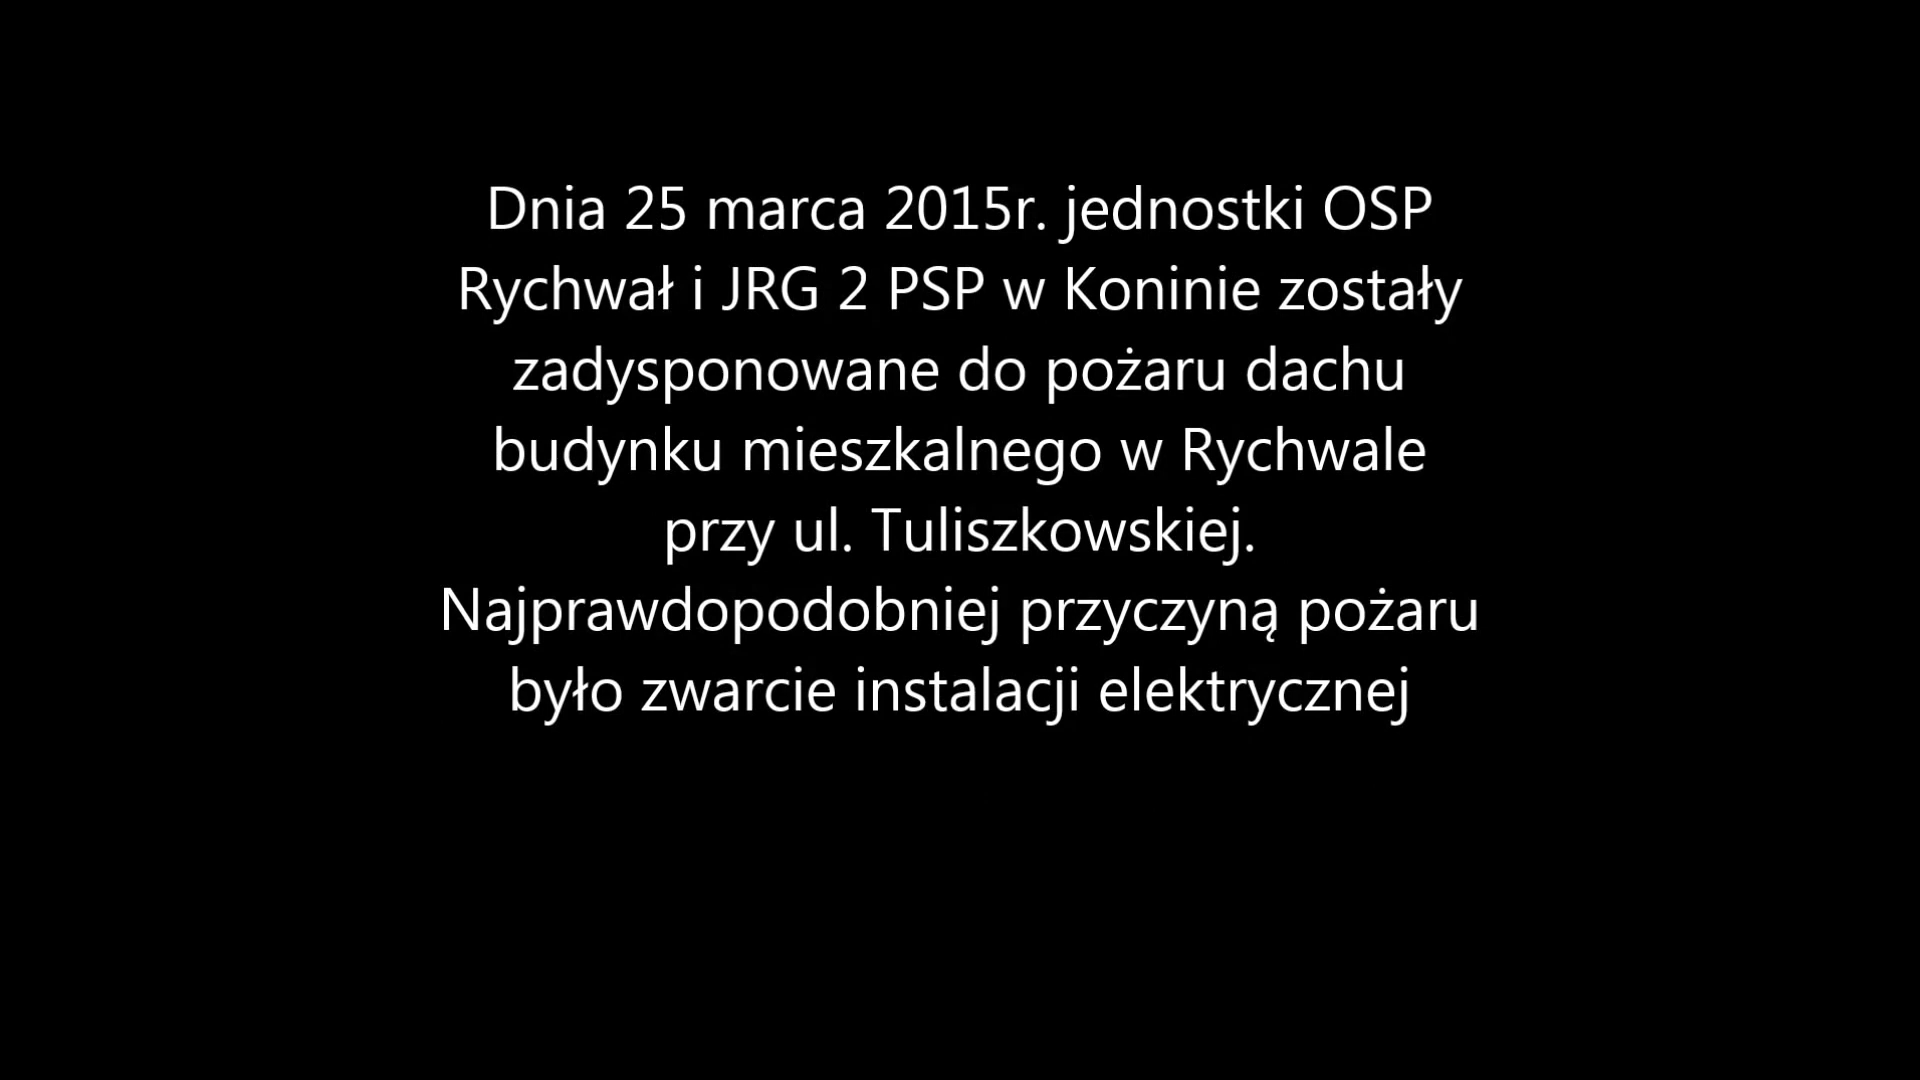 Dnia 25 marca 2015r. jednostki OSP
Rychwał i JRG 2 PSP w Koninie zostały
zadysponowane do pożaru dachu
budynku mieszkalnego w Rychwale
przy ul. Tuliszkowskiej.
Najprawdopodobniej przyczyną pożaru
było zwarcie instalacji elektrycznej